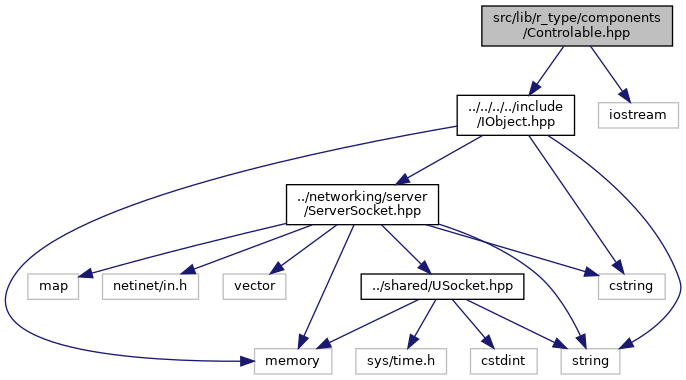 src/lib/r_type/components
/Controlable.hpp
../../../../include
/IObject.hpp
iostream
../networking/server
/ServerSocket.hpp
map
netinet/in.h
vector
../shared/USocket.hpp
cstring
memory
sys/time.h
cstdint
string